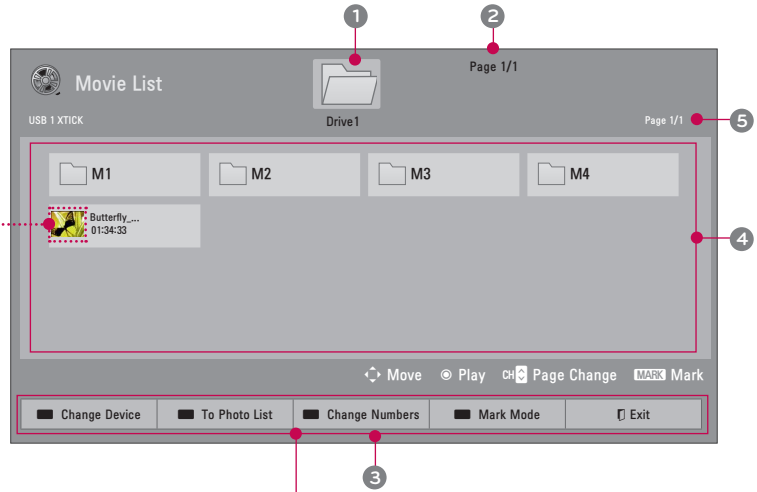 1
2
Page 1/1
Movie List
Drive1
USB 1 XTICK
Page 1/1
5
M1
M2
M3
M4
Butterfly_...
01:34:33
4
Move
Play
CH
Page Change
MARK Mark
Change Device
To Photo List
Change Numbers
Mark Mode
Exit
3